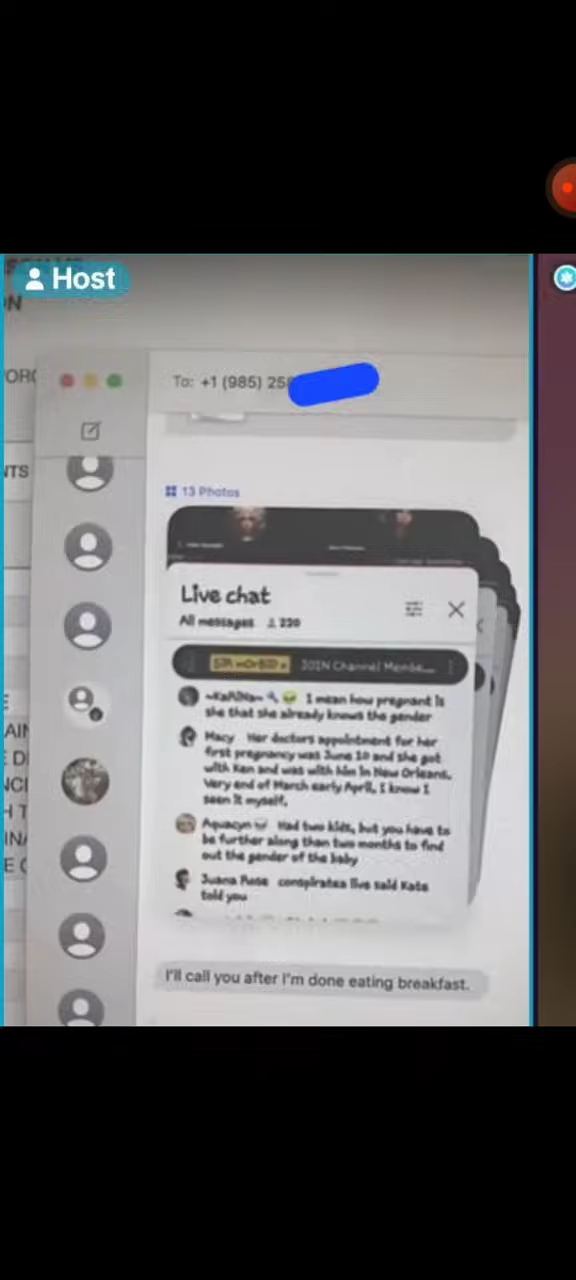 Host
To: +1 (985) 25
NTS
13 Photos
Live chat
All messages 220
JOIN Channel Membe...
~KaRiNa~ I mean how pregnant is
she that she already knows the gender
Macy Her doctors appointment for her
first pregnancy was June 10 and she got
with Ken and was with him in New Orleans.
Very end of March early April, I know I
seen it myself.
Aquacyn Had two kids, but you have to
be further along than two months to find
out the gender of the baby
Juana Rose conspiratea live said Kate
told you
I'll call you after I'm done eating breakfast.